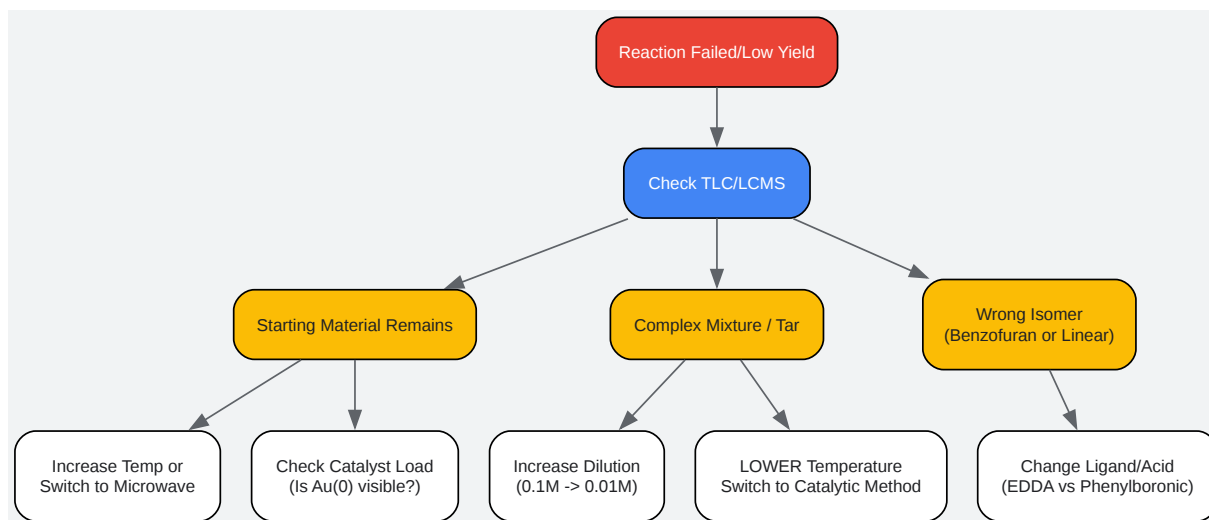 Reaction Failed/Low Yield
Check TLC/LCMS
Starting Material Remains
Complex Mixture / Tar
Wrong Isomer
(Benzofuran or Linear)
Increase Temp or
Switch to Microwave
Check Catalyst Load
(Is Au(0) visible?)
Increase Dilution
(0.1M -> 0.01M)
LOWER Temperature
Switch to Catalytic Method
Change Ligand/Acid
(EDDA vs Phenylboronic)